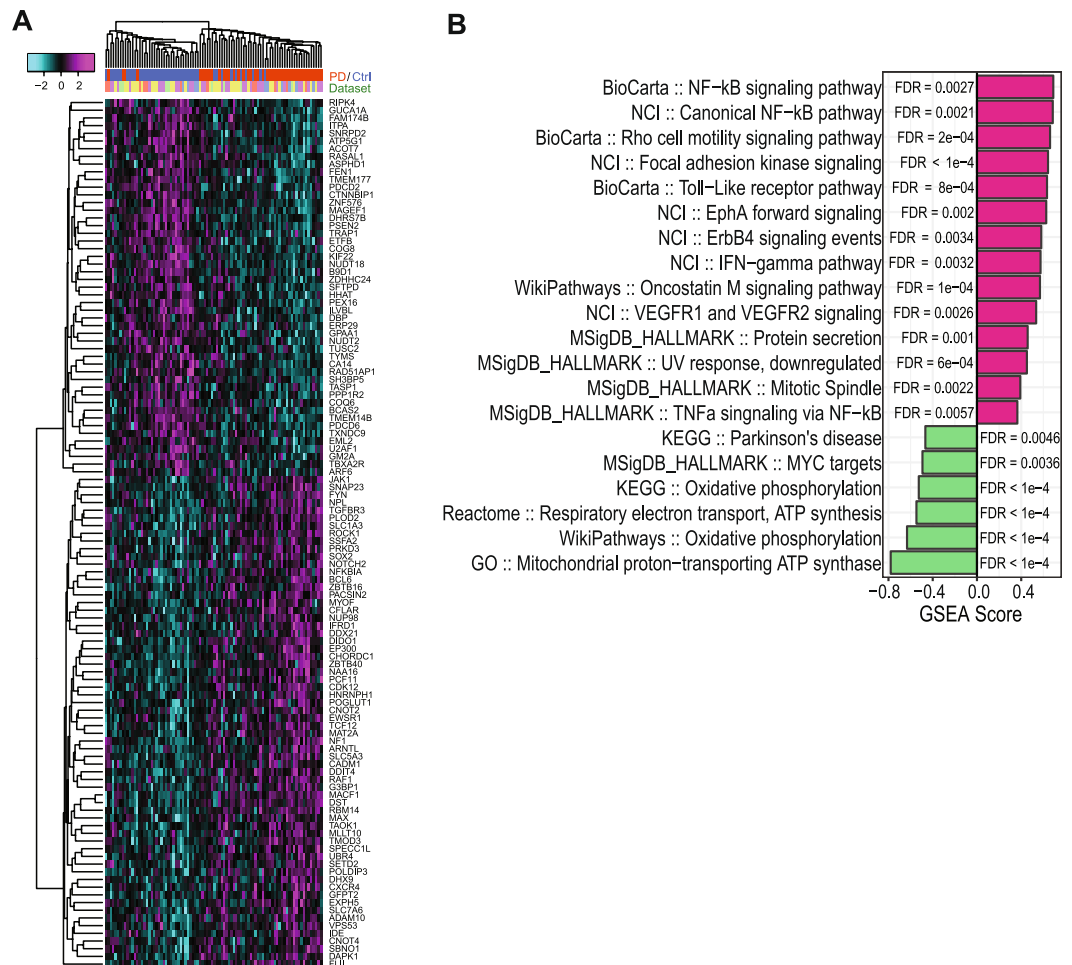 A
−2 0 2
PD/ Ctrl
Dataset
RIPK4
GUCA1A
FAM174B
ITPA
SNRPD2
ATP5G1
ACOT7
RASAL1
ASPHD1
FEN1
TMEM177
PDCD2
CTNNBIP1
ZNF576
MAGEF1
DHRS7B
PSEN2
TRAP1
ETFB
COG8
KIF22
NUDT18
B9D1
ZDHHC24
SFTPD
HHAT
PEX16
ILVBL
DBP
ERP29
GPAA1
NUDT2
TUSC2
TYMS
CA14
RAD51AP1
SH3BP5
TASP1
PPP1R2
COQ6
BCAS2
TMEM14B
PDCD6
TXNDC9
EML2
U2AF1
GM2A
TBXA2R
ARF6
JAK1
SNAP23
FYN
NPL
TGFBR3
PLOD2
SLC1A3
ROCK1
SSFA2
PRKD3
SOX2
NOTCH2
NFKBIA
BCL6
ZBTB16
PACSIN2
MYOF
CFLAR
NUP98
IFRD1
DDX21
DIDO1
EP300
CHORDC1
ZBTB40
NAA16
PCF11
CDK12
HNRNPH1
POGLUT1
CNOT2
EWSR1
TCF12
MAT2A
NF1
ARNTL
SLC5A3
CADM1
DDIT4
RAF1
G3BP1
MACF1
DST
RBM14
MAX
TAOK1
MLLT10
TMOD3
SPECC1L
UBR4
SETD2
POLDIP3
DHX9
CXCR4
GFPT2
EXPH5
SLC7A6
ADAM10
VPS53
IDE
CNOT4
SBNO1
DAPK1
B
BioCarta :: NF-kB signaling pathway FDR = 0.0027
NCI :: Canonical NF-kB pathway FDR = 0.0021
BioCarta :: Rho cell motility signaling pathway FDR = 2e−04
NCI :: Focal adhesion kinase signaling FDR < 1e−4
BioCarta :: Toll-Like receptor pathway FDR = 8e−04
NCI :: EphA forward signaling FDR = 0.002
NCI :: ErbB4 signaling events FDR = 0.0034
NCI :: IFN-gamma pathway FDR = 0.0032
WikiPathways :: Oncostatin M signaling pathway FDR = 1e−04
NCI :: VEGFR1 and VEGFR2 signaling FDR = 0.0026
MSigDB_HALLMARK :: Protein secretion FDR = 0.001
MSigDB_HALLMARK :: UV response, downregulated FDR = 6e−04
MSigDB_HALLMARK :: Mitotic Spindle FDR = 0.0022
MSigDB_HALLMARK :: TNFa singnaling via NF-kB FDR = 0.0057
KEGG :: Parkinson's disease FDR = 0.0046
MSigDB_HALLMARK :: MYC targets FDR = 0.0036
KEGG :: Oxidative phosphorylation FDR < 1e−4
Reactome :: Respiratory electron transport, ATP synthesis FDR < 1e−4
WikiPathways :: Oxidative phosphorylation FDR < 1e−4
GO :: Mitochondrial proton-transporting ATP synthase FDR < 1e−4
−0.8 −0.4 0.0 0.4
GSEA Score